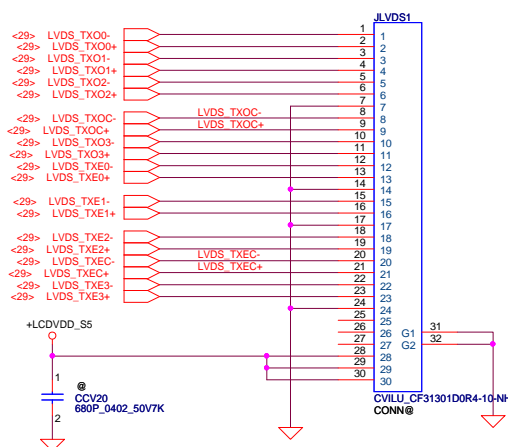 JLVDS1
<29> LVDS_TXO0- 1 1
<29> LVDS_TXO0+ 2 2
<29> LVDS_TXO1- 3 3
<29> LVDS_TXO1+ 4 4
<29> LVDS_TXO2- 5 5
<29> LVDS_TXO2+ 6 6
7 7
<29> LVDS_TXOC- LVDS_TXOC- 8 8
<29> LVDS_TXOC+ LVDS_TXOC+ 9 9
<29> LVDS_TXO3- 10 10
<29> LVDS_TXO3+ 11 11
<29> LVDS_TXE0- 12 12
<29> LVDS_TXE0+ 13 13
14 14
<29> LVDS_TXE1- 15 15
<29> LVDS_TXE1+ 16 16
17 17
<29> LVDS_TXE2- 18 18
<29> LVDS_TXE2+ 19 19
<29> LVDS_TXEC- LVDS_TXEC- 20 20
<29> LVDS_TXEC+ LVDS_TXEC+ 21 21
<29> LVDS_TXE3- 22 22
<29> LVDS_TXE3+ 23 23
24 24
25 25
+LCDVDD_S5 26 26 G1 31
27 27 G2 32
28 28
29 29
30 30
1 @
CCV20
2 680P_0402_50V7K
CVILU_CF31301D0R4-10-NH
CONN@